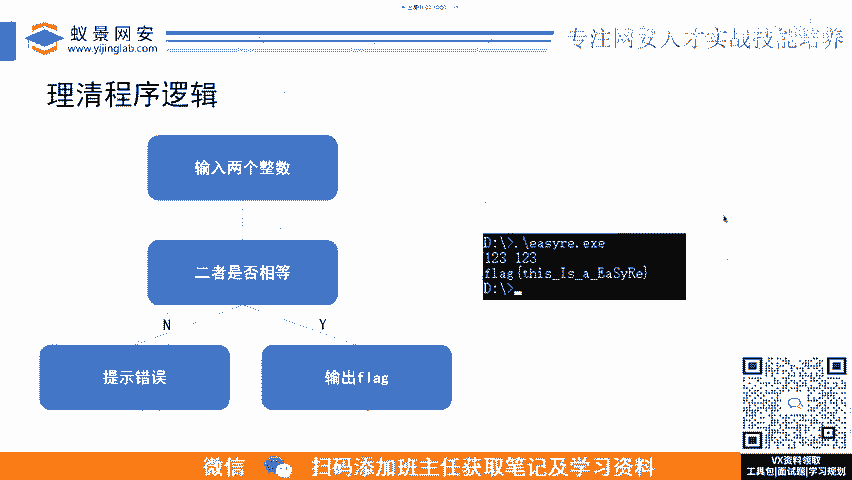 蚁景网安
www.yijinglab.com
专注网安人才实战技能培养
理清程序逻辑
输入两个整数
二者是否相等
N
Y
提示错误
输出flag
D:\>.\easyre.exe
123 123
flag{this_Is_a_EaSyRe}
D:\>
VX资料领取
工具包|面试题|学习规划
微信
扫码添加班主任获取笔记及学习资料